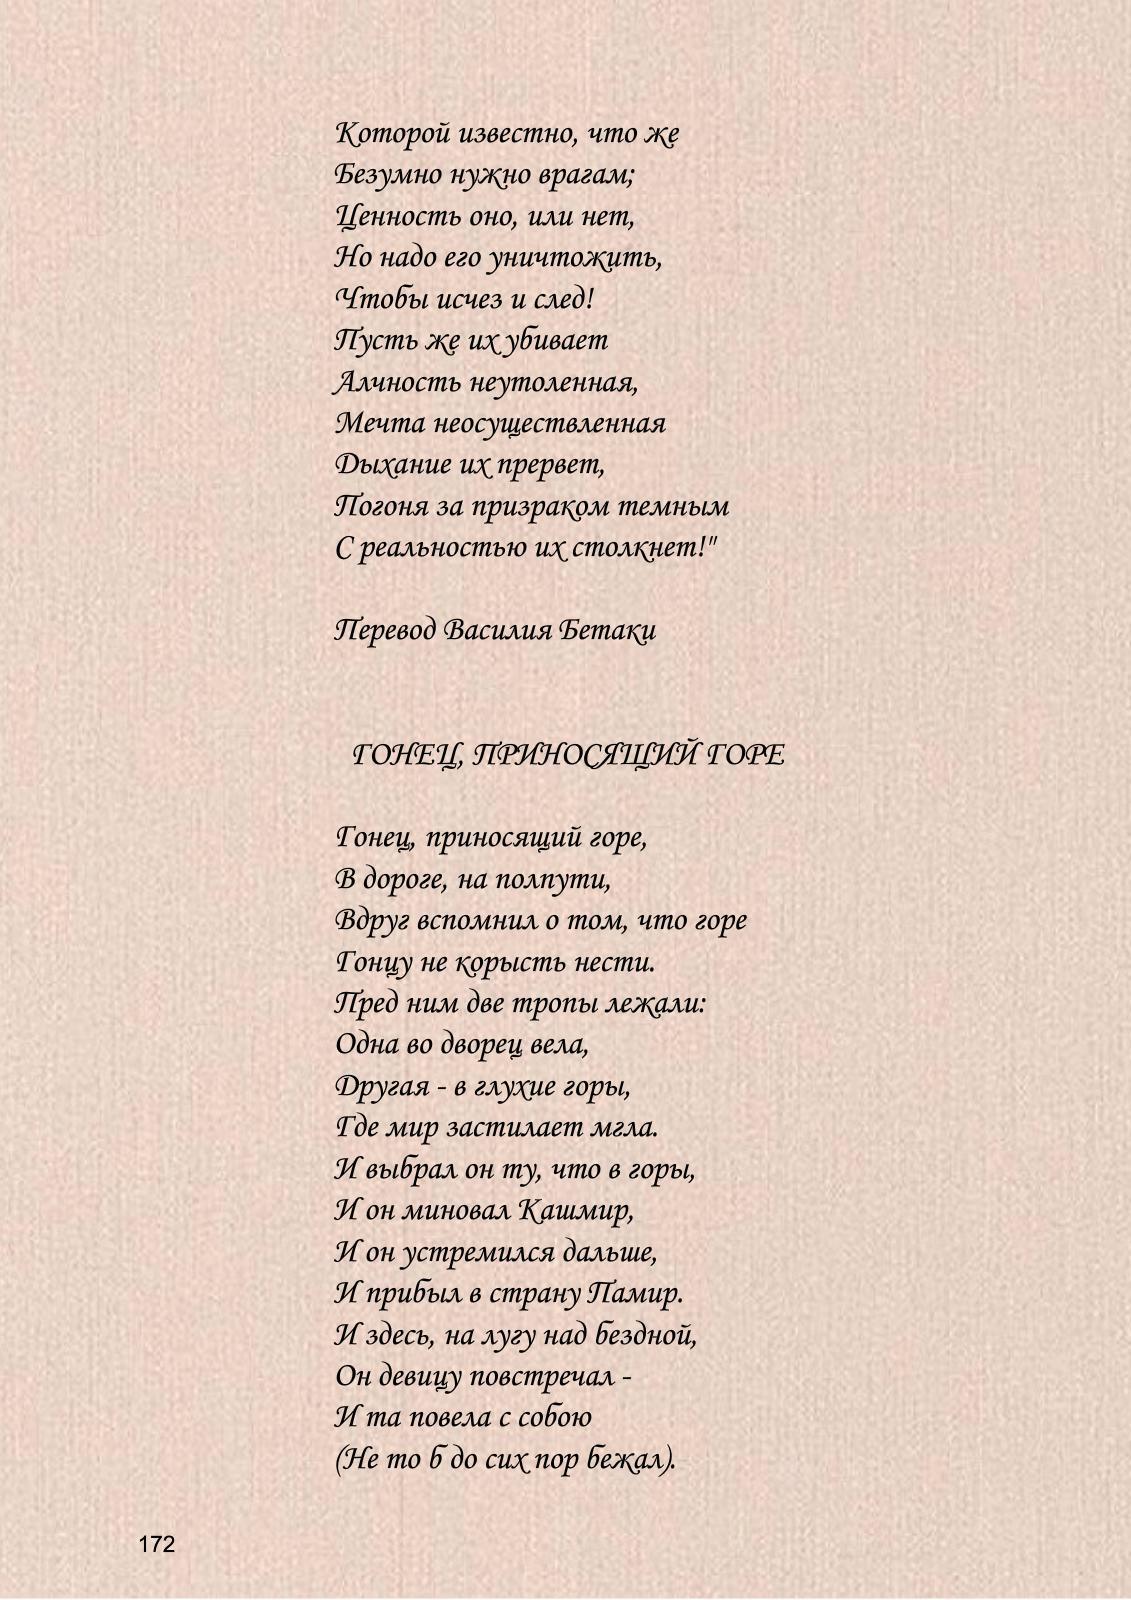 Которой известно, что же
Безумно нужно врагам;
Ценность оно, или нет,
Но надо его уничтожить,
Чтобы исчез и след!
Пусть же их убивает
Алчность неутоленная,
Мечта неосуществленная
Дыхание их прервет,
Погоня за призраком темным
С реальностью их столкнет!"
Перевод Василия Бетаки
ГОНЕЦ, ПРИНОСЯЩИЙ ГОРЕ
Гонец, приносящий горе,
В дороге, на полпути,
Вдруг вспомнил о том, что горе
Гонцу не корысть нести.
Пред ним две тропы лежали:
Одна во дворец вела,
Другая - в глухие горы,
Где мир застилает мгла.
И выбрал он ту, что в горы,
И он миновал Кашмир,
И он устремился дальше,
И прибыл в страну Памир.
И здесь, на лугу над бездной,
Он девицу повстречал -
И та повела с собою
(Не то б до сих пор бежал).
172